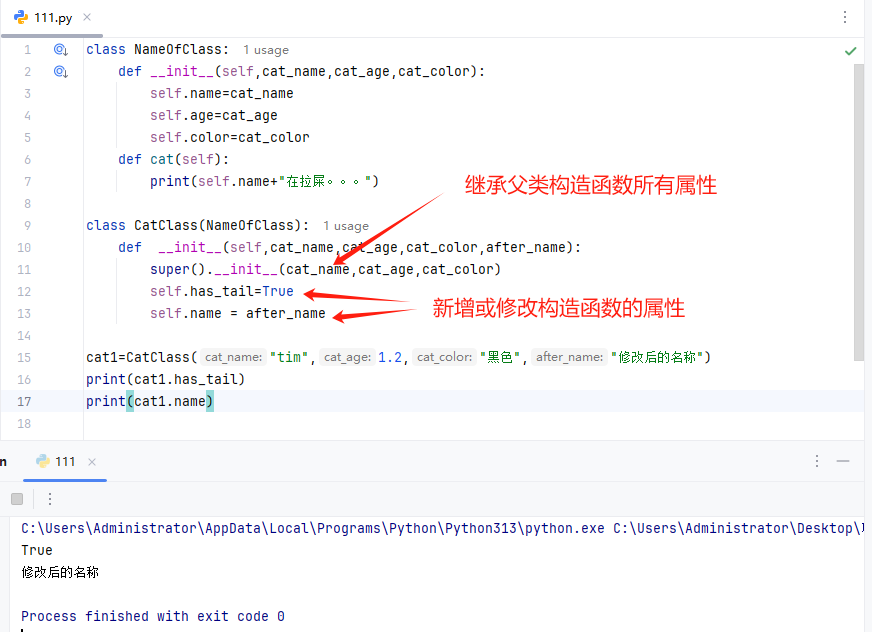 111.py
1 class NameOfClass: 1 usage
2 def __init__(self,cat_name,cat_age,cat_color):
3 self.name=cat_name
4 self.age=cat_age
5 self.color=cat_color
6 def cat(self):
7 print(self.name+"在拉屎。。。")
继承父类构造函数所有属性
8
9 class CatClass(NameOfClass): 1 usage
10 def __init__(self,cat_name,cat_age,cat_color,after_name):
11 super().__init__(cat_name,cat_age,cat_color)
12 self.has_tail=True
新增或修改构造函数的属性
13 self.name = after_name
14
15 cat1=CatClass( cat_name: "tim", cat_age: 1.2, cat_color: "黑色", after_name: "修改后的名称")
16 print(cat1.has_tail)
17 print(cat1.name)
18
n 111
C:\Users\Administrator\AppData\Local\Programs\Python\Python313\python.exe C:\Users\Administrator\Desktop\
True
修改后的名称
Process finished with exit code 0